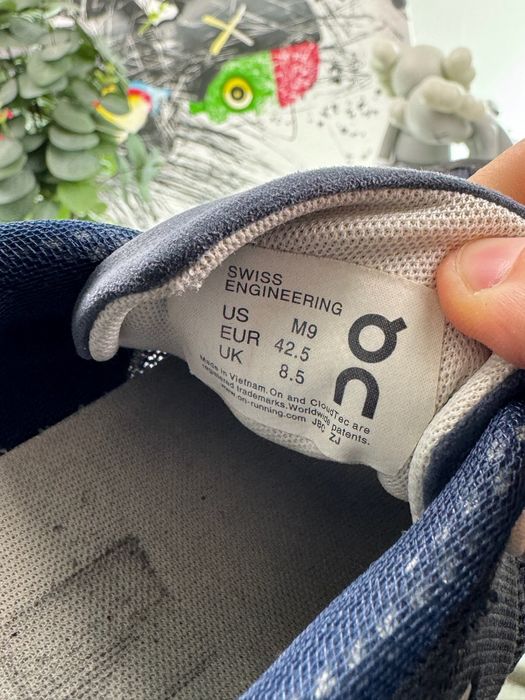 SWISS
ENGINEERING
US M9
EUR 42.5
UK 8.5
On
Made in Vietnam.On and CloudTec are
registered trademarks.Worldwide patents.
www.on-running.com JBC ZJ